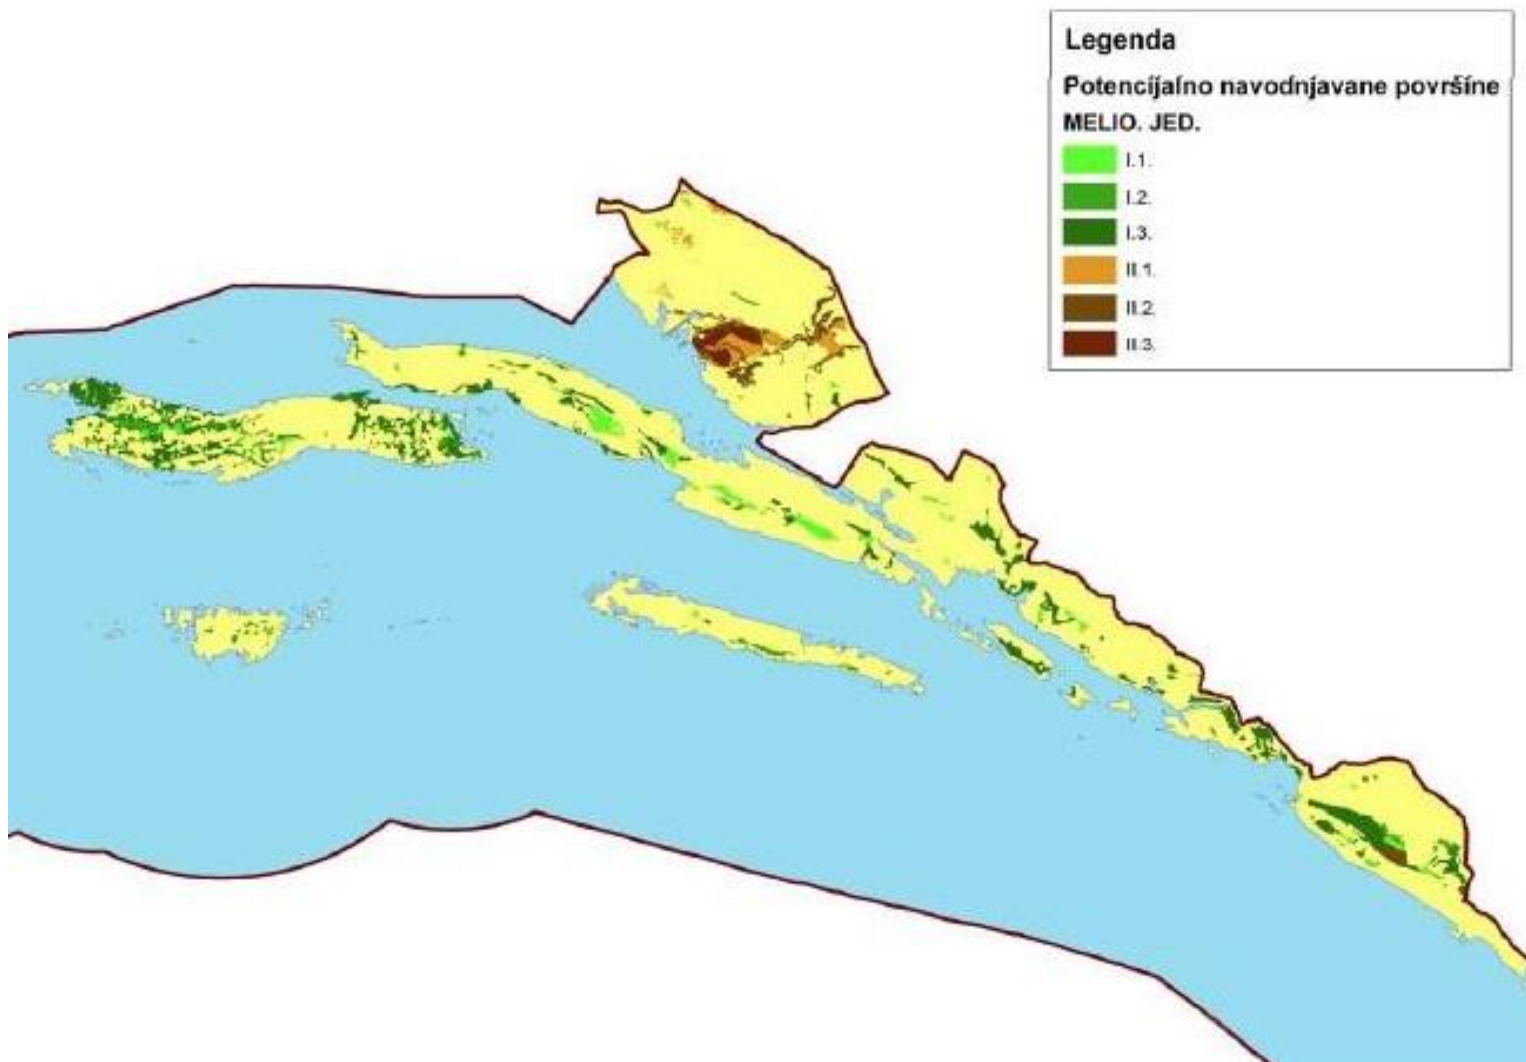 Legenda
Potencijalno navodnjavane površine
MELIO. JED.
I.1.
I.2.
I.3.
II.1.
II.2.
II.3.